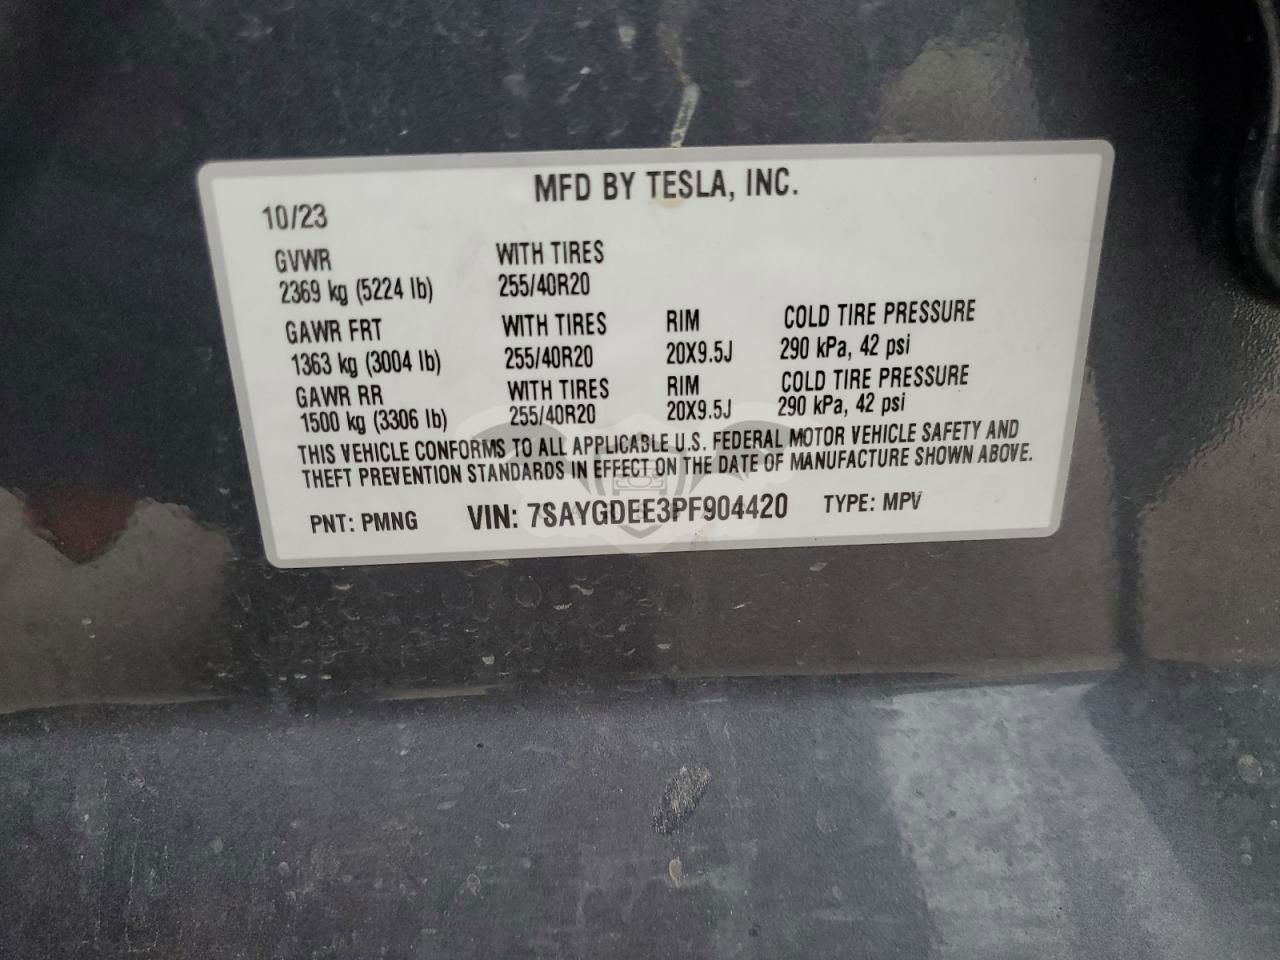 MFD BY TESLA, INC.
10/23
GVWR WITH TIRES
2369 kg (5224 lb) 255/40R20
GAWR FRT WITH TIRES RIM COLD TIRE PRESSURE
1363 kg (3004 lb) 255/40R20 20X9.5J 290 kPa, 42 psi
GAWR RR WITH TIRES RIM COLD TIRE PRESSURE
1500 kg (3306 lb) 255/40R20 20X9.5J 290 kPa, 42 psi
THIS VEHICLE CONFORMS TO ALL APPLICABLE U.S. FEDERAL MOTOR VEHICLE SAFETY AND
THEFT PREVENTION STANDARDS IN EFFECT ON THE DATE OF MANUFACTURE SHOWN ABOVE.
PNT: PMNG VIN: 7SAYGDEE3PF904420 TYPE: MPV